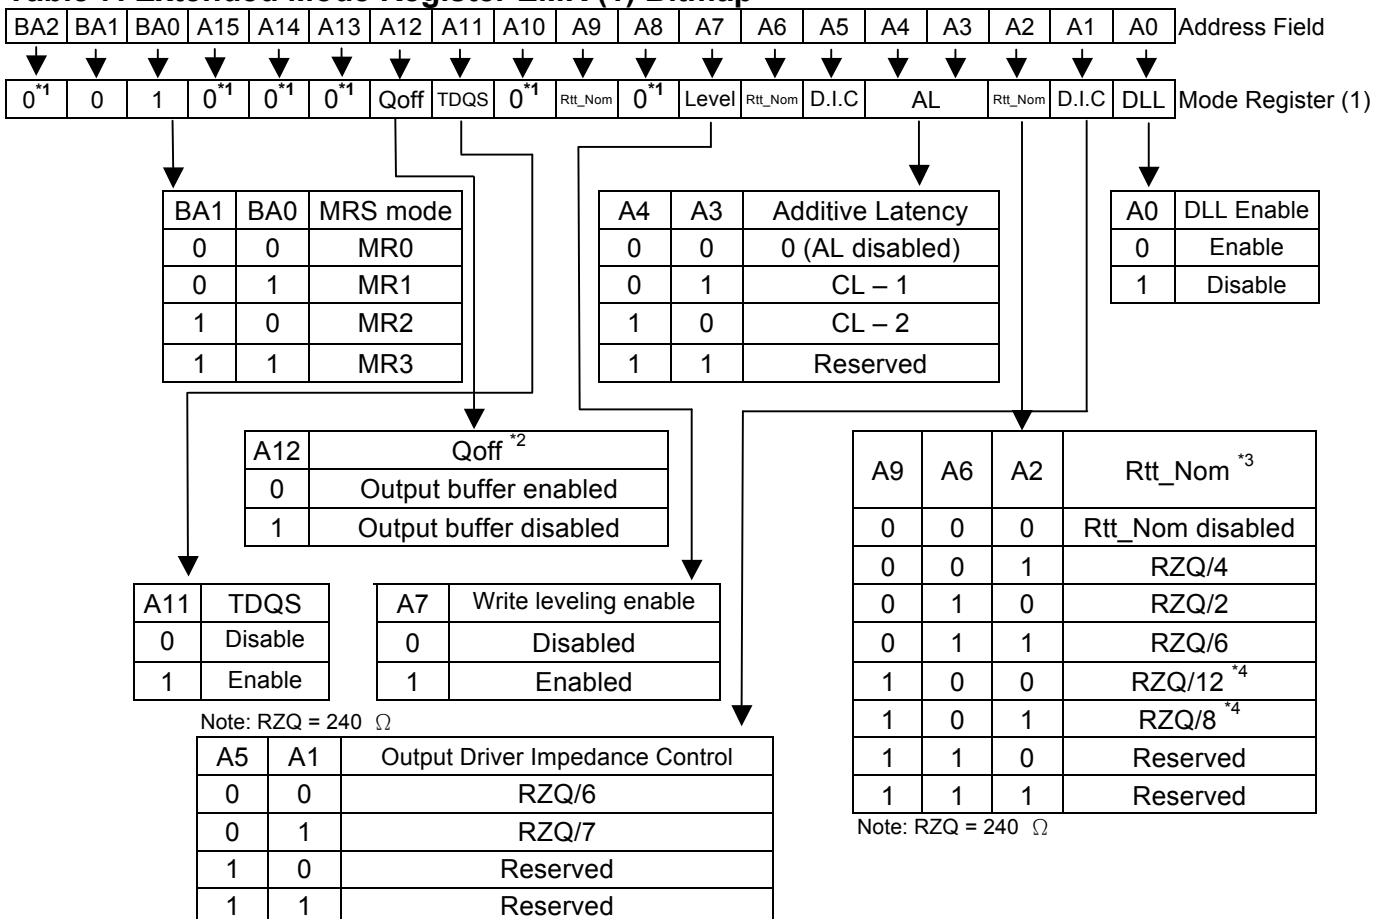 Table 7. Extended Mode Register EMR (1) Bitmap
BA2 BA1 BA0 A15 A14 A13 A12 A11 A10 A9 A8 A7 A6 A5 A4 A3 A2 A1 A0 Address Field
0*1 0 1 0*1 0*1 0*1 Qoff TDQS 0*1 Rtt_Nom 0*1 Level Rtt_Nom D.I.C AL Rtt_Nom D.I.C DLL Mode Register (1)
BA1 BA0 MRS mode
0 0 MR0
0 1 MR1
1 0 MR2
1 1 MR3
A4 A3 Additive Latency
0 0 0 (AL disabled)
0 1 CL – 1
1 0 CL – 2
1 1 Reserved
A0 DLL Enable
0 Enable
1 Disable
A12 Qoff *2
0 Output buffer enabled
1 Output buffer disabled
A9 A6 A2 Rtt_Nom *3
0 0 0 Rtt_Nom disabled
0 0 1 RZQ/4
0 1 0 RZQ/2
0 1 1 RZQ/6
1 0 0 RZQ/12 *4
1 0 1 RZQ/8 *4
1 1 0 Reserved
1 1 1 Reserved
Note: RZQ = 240 Ω
A11 TDQS
0 Disable
1 Enable
A7 Write leveling enable
0 Disabled
1 Enabled
Note: RZQ = 240 Ω
A5 A1 Output Driver Impedance Control
0 0 RZQ/6
0 1 RZQ/7
1 0 Reserved
1 1 Reserved